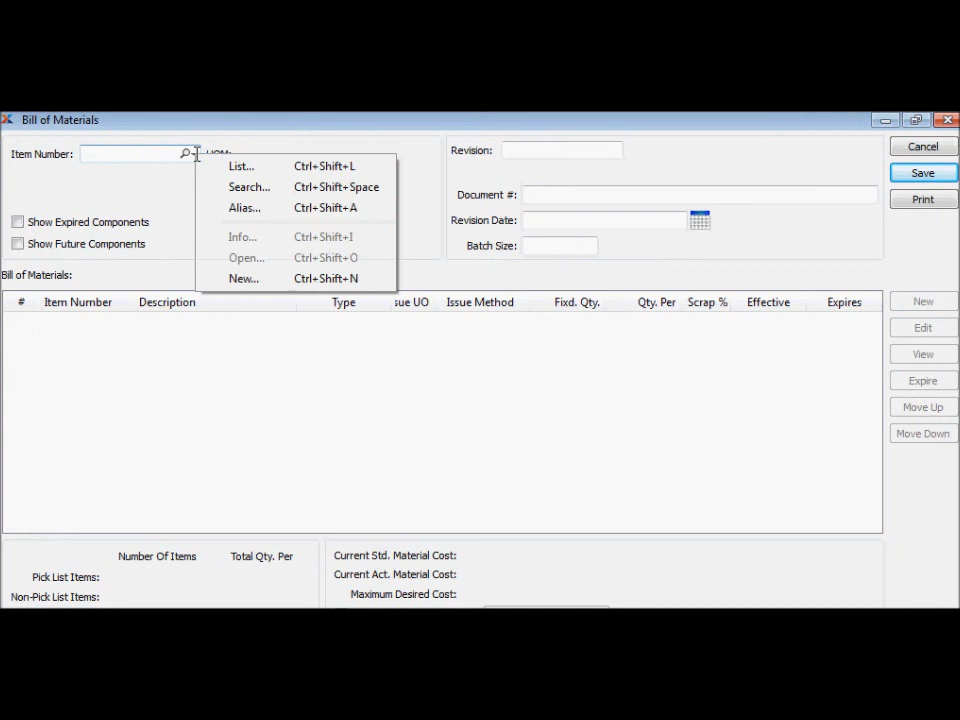 Bill of Materials
Item Number:
UOM:
List... Ctrl+Shift+L
Search... Ctrl+Shift+Space
Alias... Ctrl+Shift+A
Info... Ctrl+Shift+I
Open... Ctrl+Shift+O
New... Ctrl+Shift+N
Show Expired Components
Show Future Components
Revision:
Document #:
Revision Date:
Batch Size:
Cancel
Save
Print
Bill of Materials:
# Item Number Description Type ssue UO Issue Method Fixd. Qty. Qty. Per Scrap % Effective Expires
New
Edit
View
Expire
Move Up
Move Down
Number Of Items Total Qty. Per
Pick List Items:
Non-Pick List Items:
Current Std. Material Cost:
Current Act. Material Cost:
Maximum Desired Cost: